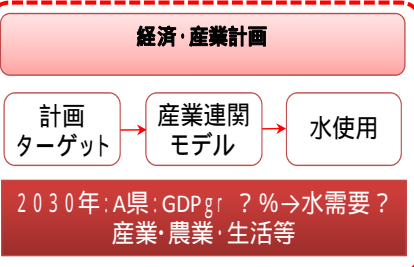 経済・産業計画
計画
ターゲット
産業連関
モデル
水使用
2030年:A県:GDPgr ？%→水需要？
産業・農業・生活等